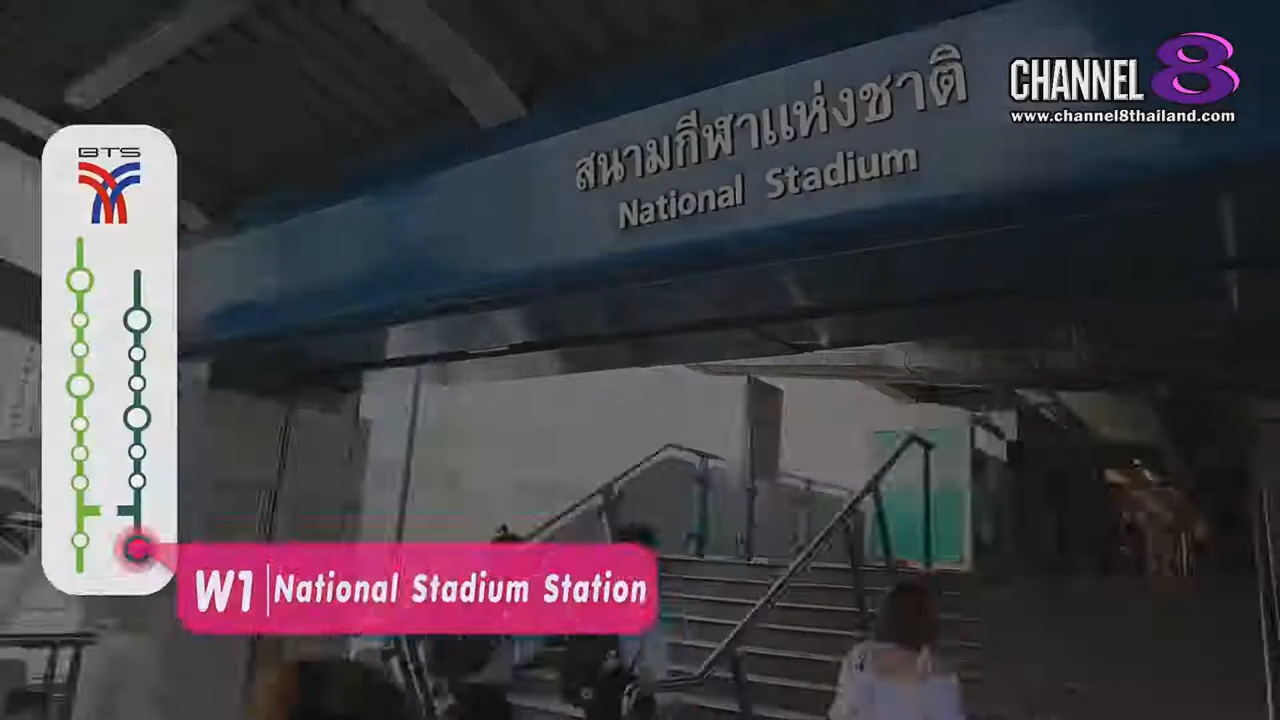 สนามกีฬาแห่งชาติ
National Stadium
CHANNEL 8
www.channel8thailand.com
BTS
W1 | National Stadium Station